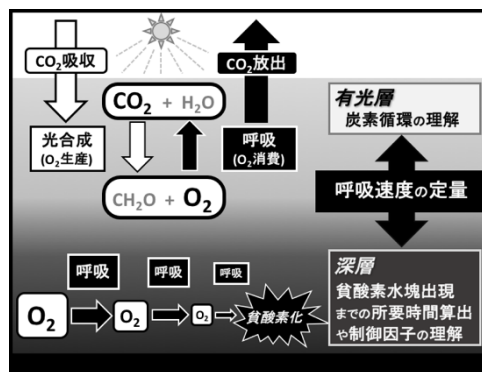 CO₂吸収
CO₂放出
CO₂ + H₂O
光合成
(O₂生産)
呼吸
(O₂消費)
CH₂O + O₂
有光層
炭素循環の理解
呼吸速度の定量
深層
貧酸素水塊出現
までの所要時間算出
や制御因子の理解
呼吸
呼吸
呼吸
O₂
O₂
O₂
貧酸素化